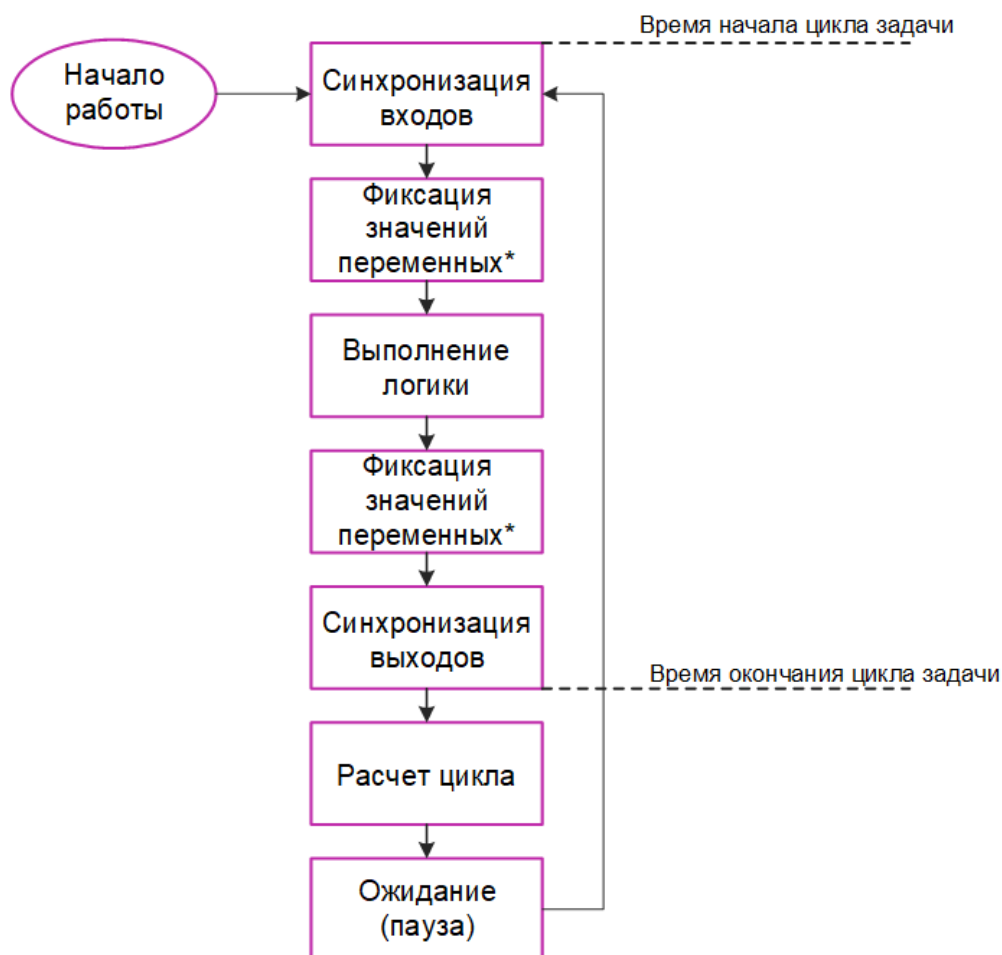 Время начала цикла задачи
Начало
работы
Синхронизация
входов
Фиксация
значений
переменных*
Выполнение
логики
Фиксация
значений
переменных*
Синхронизация
выходов
Время окончания цикла задачи
Расчет цикла
Ожидание
(пауза)